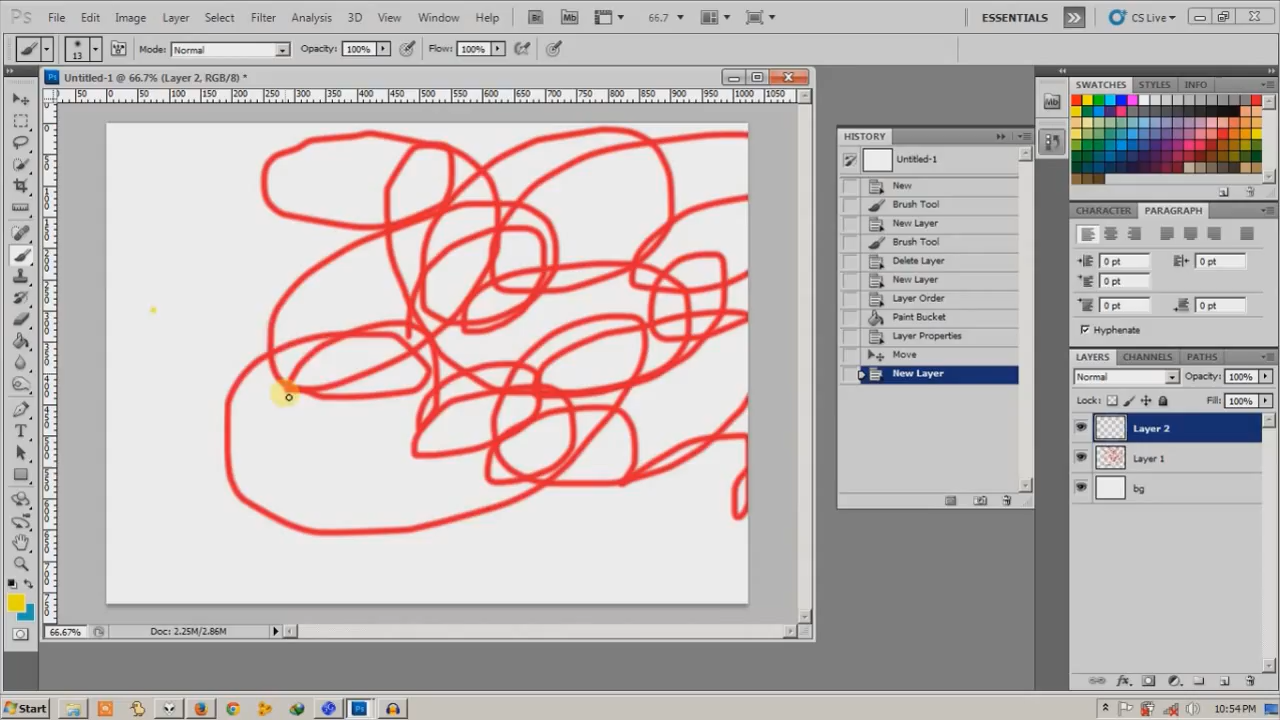 Ps File Edit Image Layer Select Filter Analysis 3D View Window Help Br Mb 66.7 ESSENTIALS CS Live
13 Mode: Normal Opacity: 100% Flow: 100%
Ps Untitled-1 @ 66.7% (Layer 2, RGB/8) *
50 0 50 100 150 200 250 300 350 400 450 500 550 600 650 700 750 800 850 900 950 1000 1050
HISTORY
Untitled-1
New
Brush Tool
New Layer
Brush Tool
Delete Layer
New Layer
Layer Order
Paint Bucket
Layer Properties
Move
New Layer
Mb
SWATCHES STYLES INFO
CHARACTER PARAGRAPH
0 pt 0 pt
0 pt
0 pt 0 pt
Hyphenate
LAYERS CHANNELS PATHS
Normal Opacity: 100%
Lock: Fill: 100%
Layer 2
Layer 1
bg
66.67% Doc: 2.25M/2.86M
Start Ps 10:54 PM